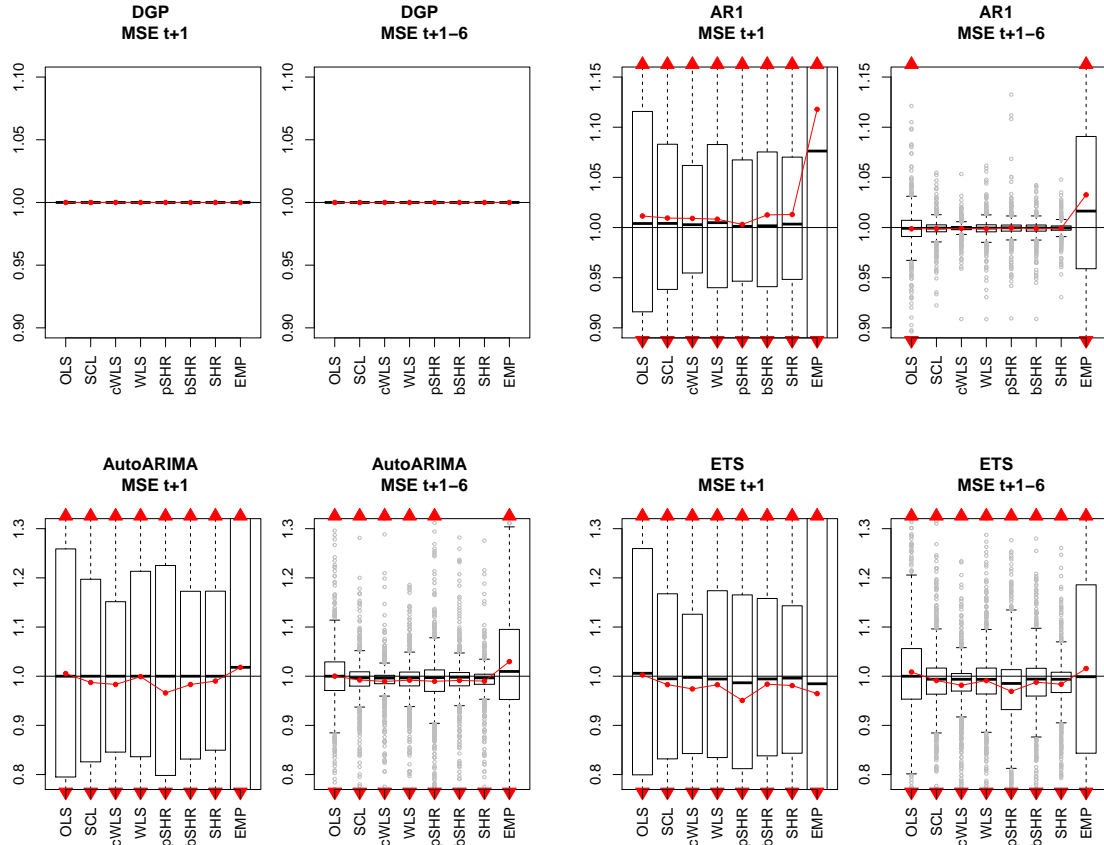 DGP
MSE t+1
DGP
MSE t+1−6
AR1
MSE t+1
AR1
MSE t+1−6
1.10
1.05
1.00
0.95
0.90
1.10
1.05
1.00
0.95
0.90
1.15
1.10
1.05
1.00
0.95
0.90
1.15
1.10
1.05
1.00
0.95
0.90
OLS
SCL
cWLS
WLS
pSHR
bSHR
SHR
EMP
OLS
SCL
cWLS
WLS
pSHR
bSHR
SHR
EMP
OLS
SCL
cWLS
WLS
pSHR
bSHR
SHR
EMP
OLS
SCL
cWLS
WLS
pSHR
bSHR
SHR
EMP
AutoARIMA
MSE t+1
AutoARIMA
MSE t+1−6
ETS
MSE t+1
ETS
MSE t+1−6
1.3
1.2
1.1
1.0
0.9
0.8
1.3
1.2
1.1
1.0
0.9
0.8
1.3
1.2
1.1
1.0
0.9
0.8
1.3
1.2
1.1
1.0
0.9
0.8
OLS
SCL
cWLS
WLS
pSHR
bSHR
SHR
EMP
OLS
SCL
cWLS
WLS
pSHR
bSHR
SHR
EMP
OLS
SCL
cWLS
WLS
pSHR
bSHR
SHR
EMP
OLS
SCL
cWLS
WLS
pSHR
bSHR
SHR
EMP